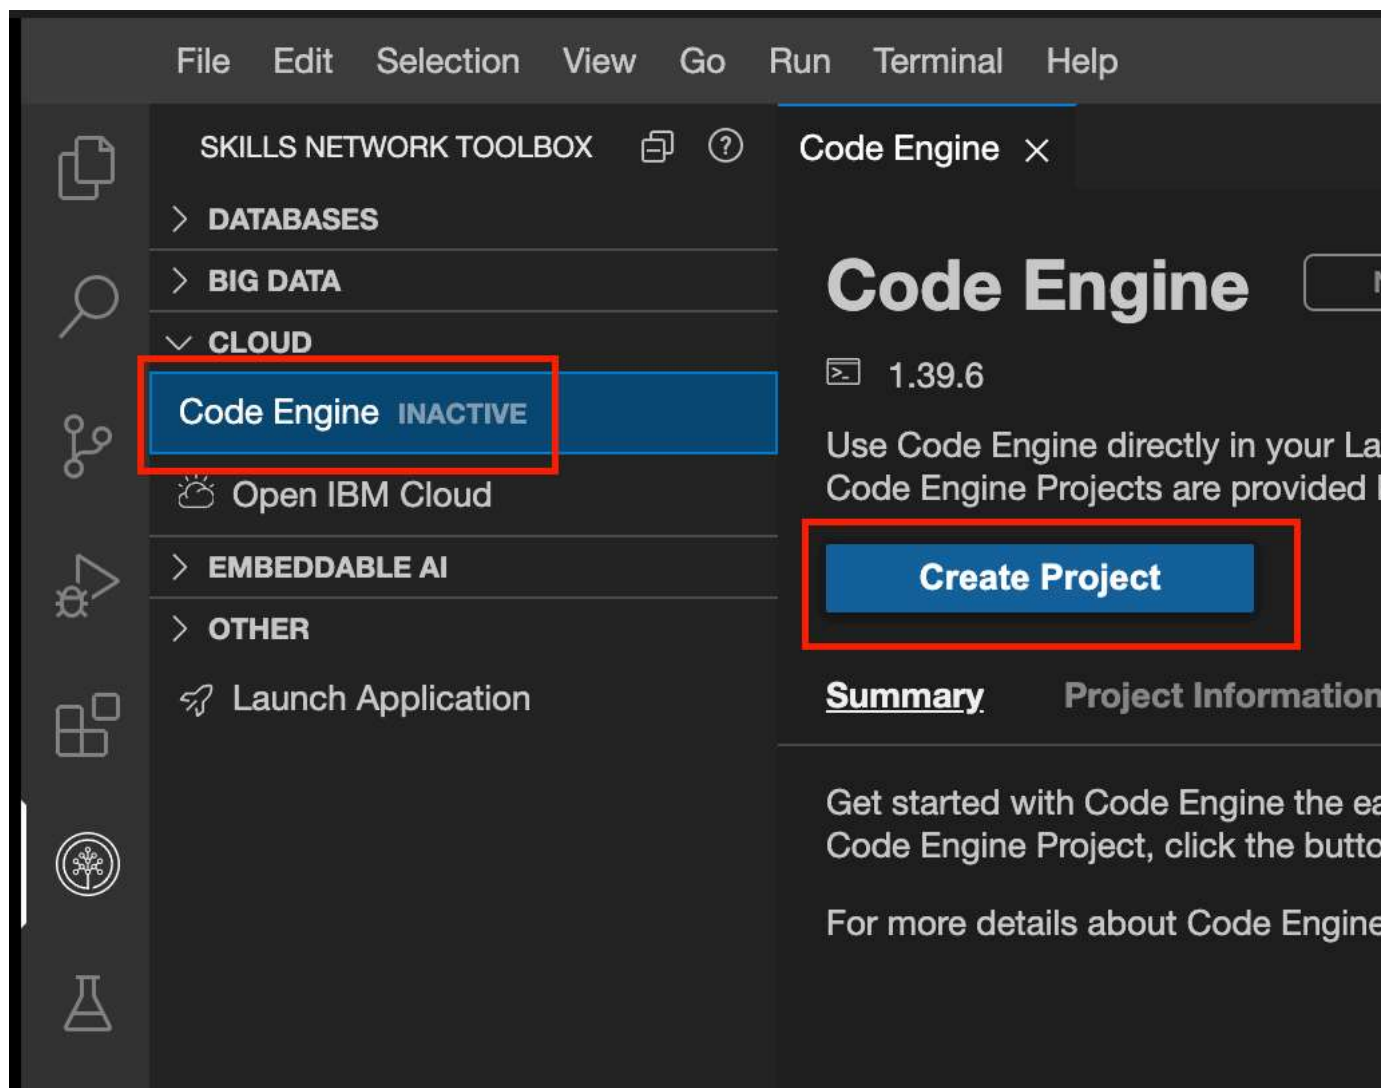 File Edit Selection View Go Run Terminal Help
SKILLS NETWORK TOOLBOX
DATABASES
BIG DATA
CLOUD
Code Engine INACTIVE
Open IBM Cloud
EMBEDDABLE AI
OTHER
Launch Application
Code Engine
Code Engine
1.39.6
Use Code Engine directly in your
Code Engine Projects are provided
Create Project
Summary Project Information
Get started with Code Engine the
Code Engine Project, click the
For more details about Code Engine